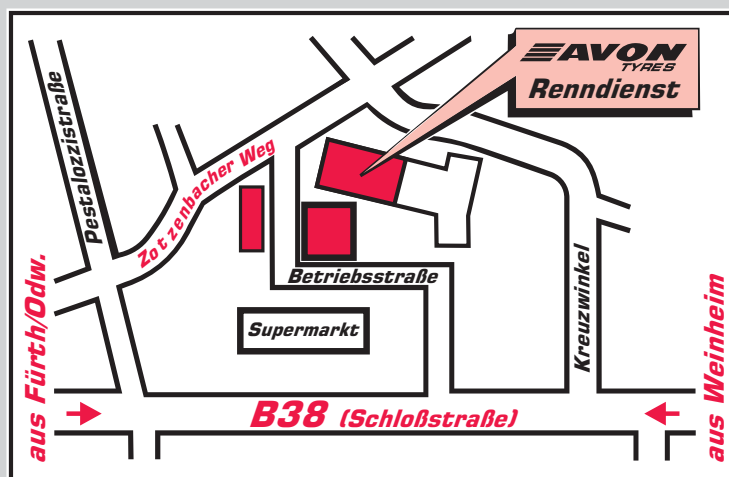 AVON
TYRES
Renndienst
Pestalozzistraße
Zotzenbacher Weg
Betriebsstraße
Supermarkt
Kreuzwinkel
aus Fürth/Odw.
aus Weinheim
B38 (Schloßstraße)